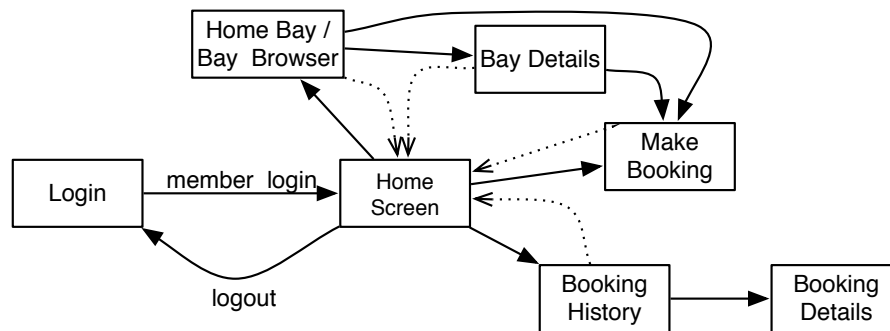 Home Bay /
Bay Browser
Bay Details
Make
Booking
Login
member login
Home
Screen
logout
Booking
History
Booking
Details